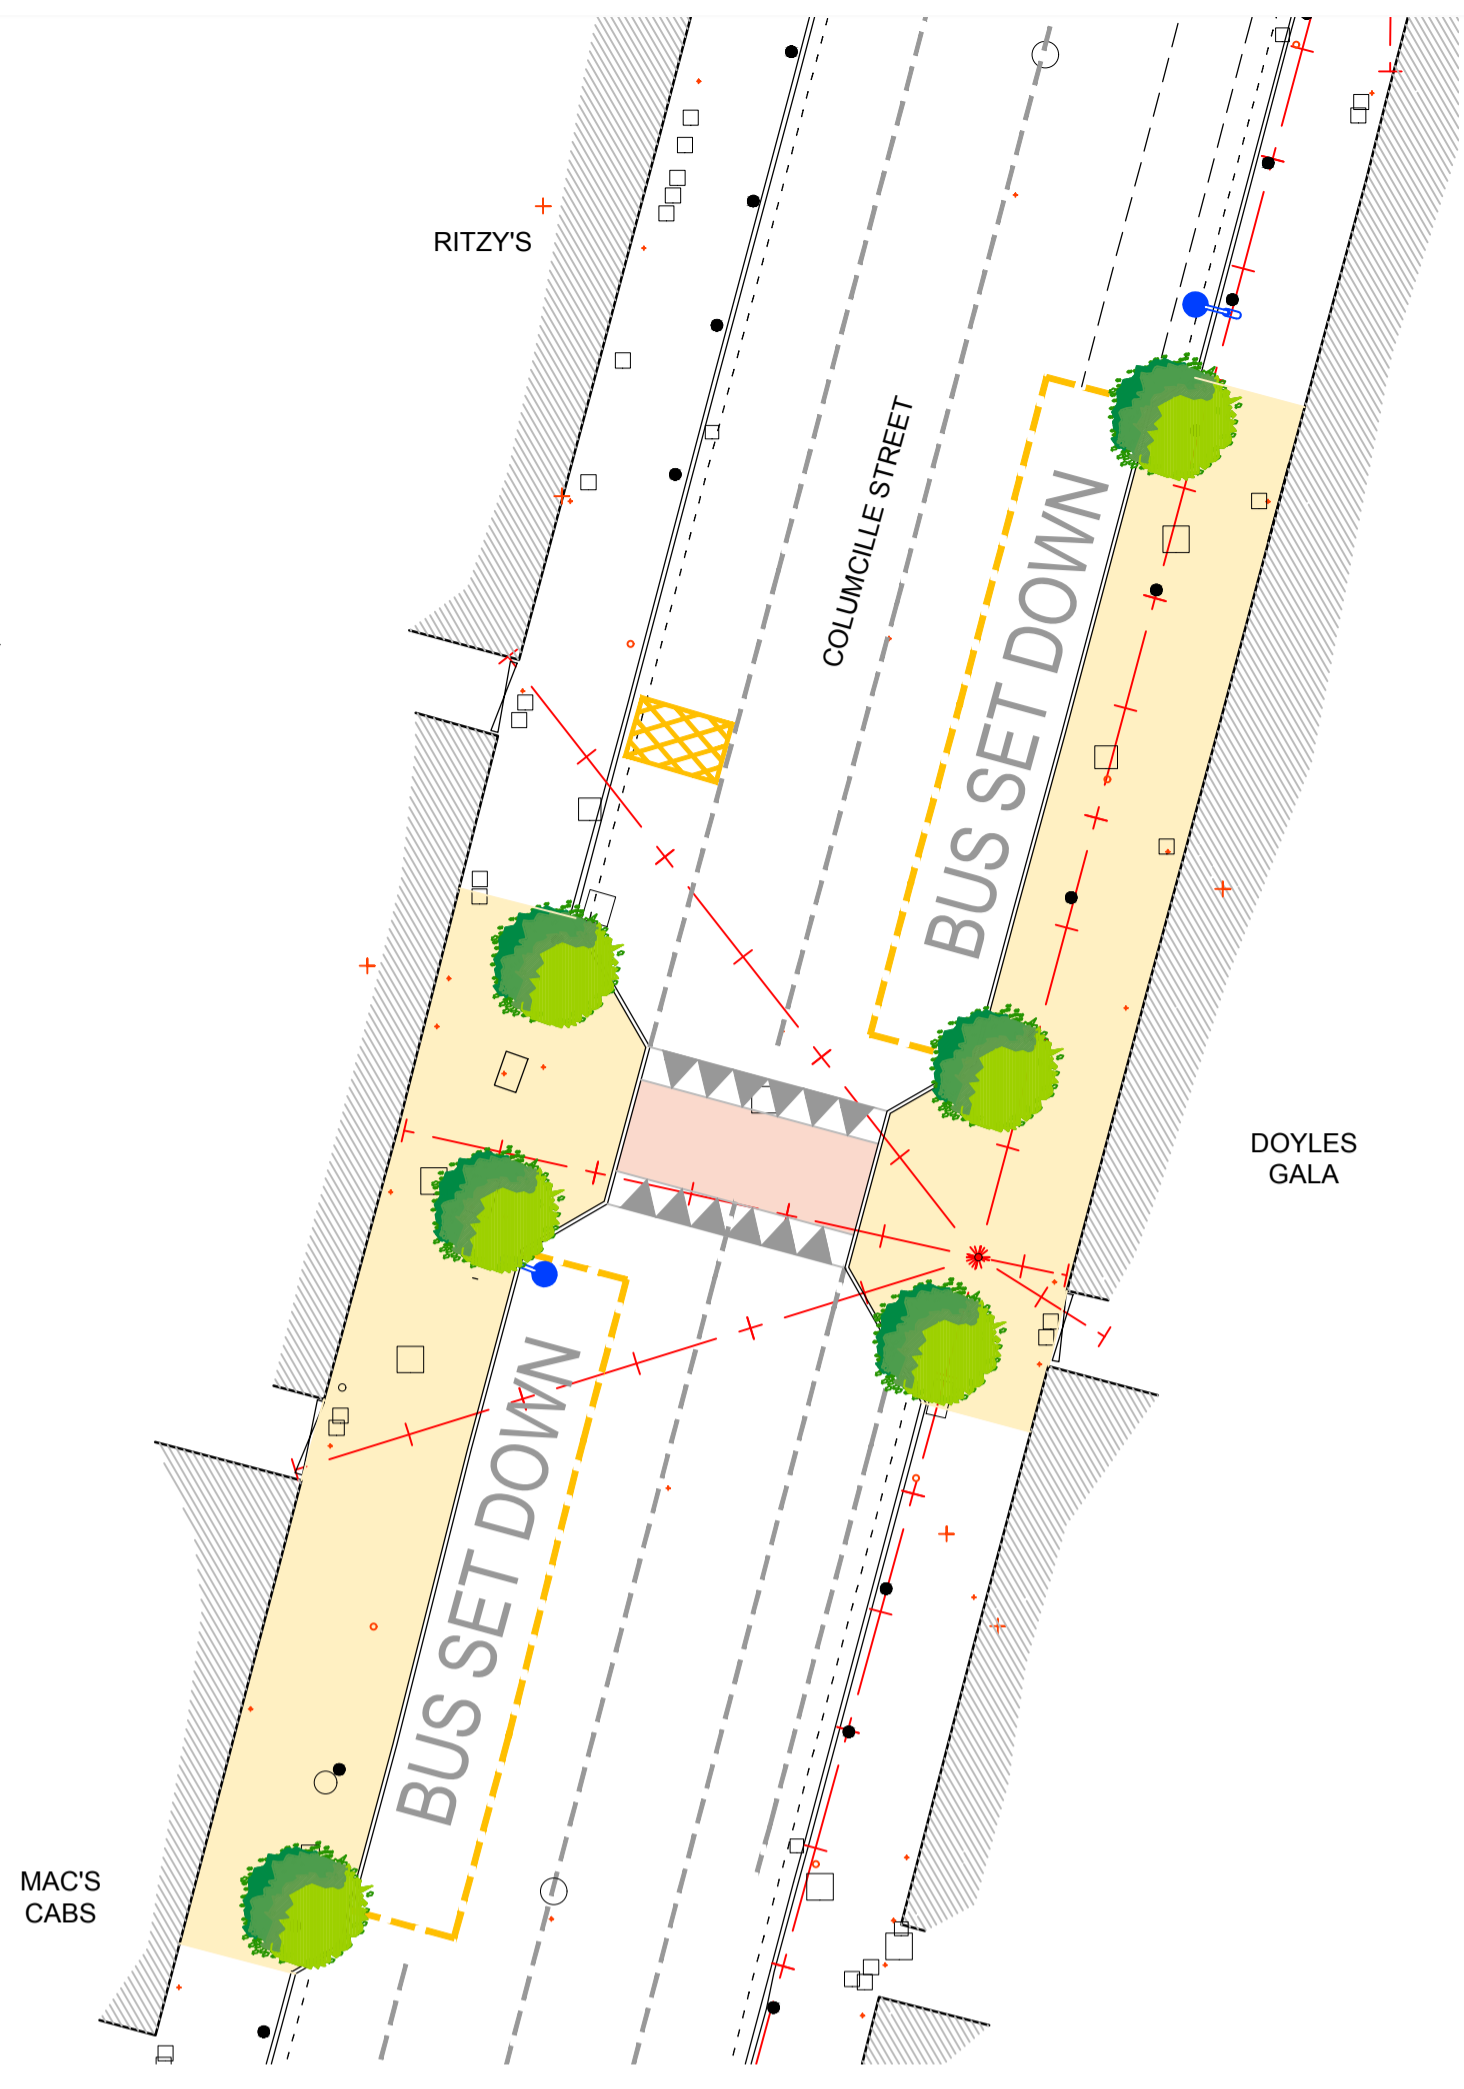 RITZY'S
COLUMCILLE STREET
BUS SET DOWN
DOYLES
GALA
BUS SET DOWN
MAC'S
CABS